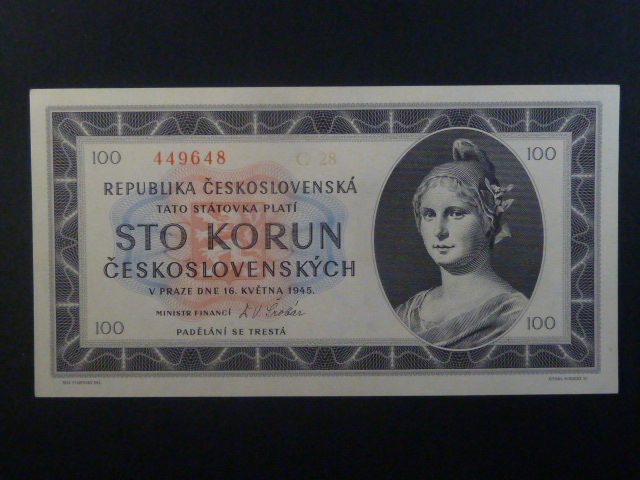 100 449648 C 28 100
REPUBLIKA ČESKOSLOVENSKÁ
TATO STÁTOVKA PLATÍ
STO KORUN
ČESKOSLOVENSKÝCH
V PRAZE DNE 16. KVĚTNA 1945.
MINISTR FINANCÍ
PADĚLÁNÍ SE TRESTÁ
100 100